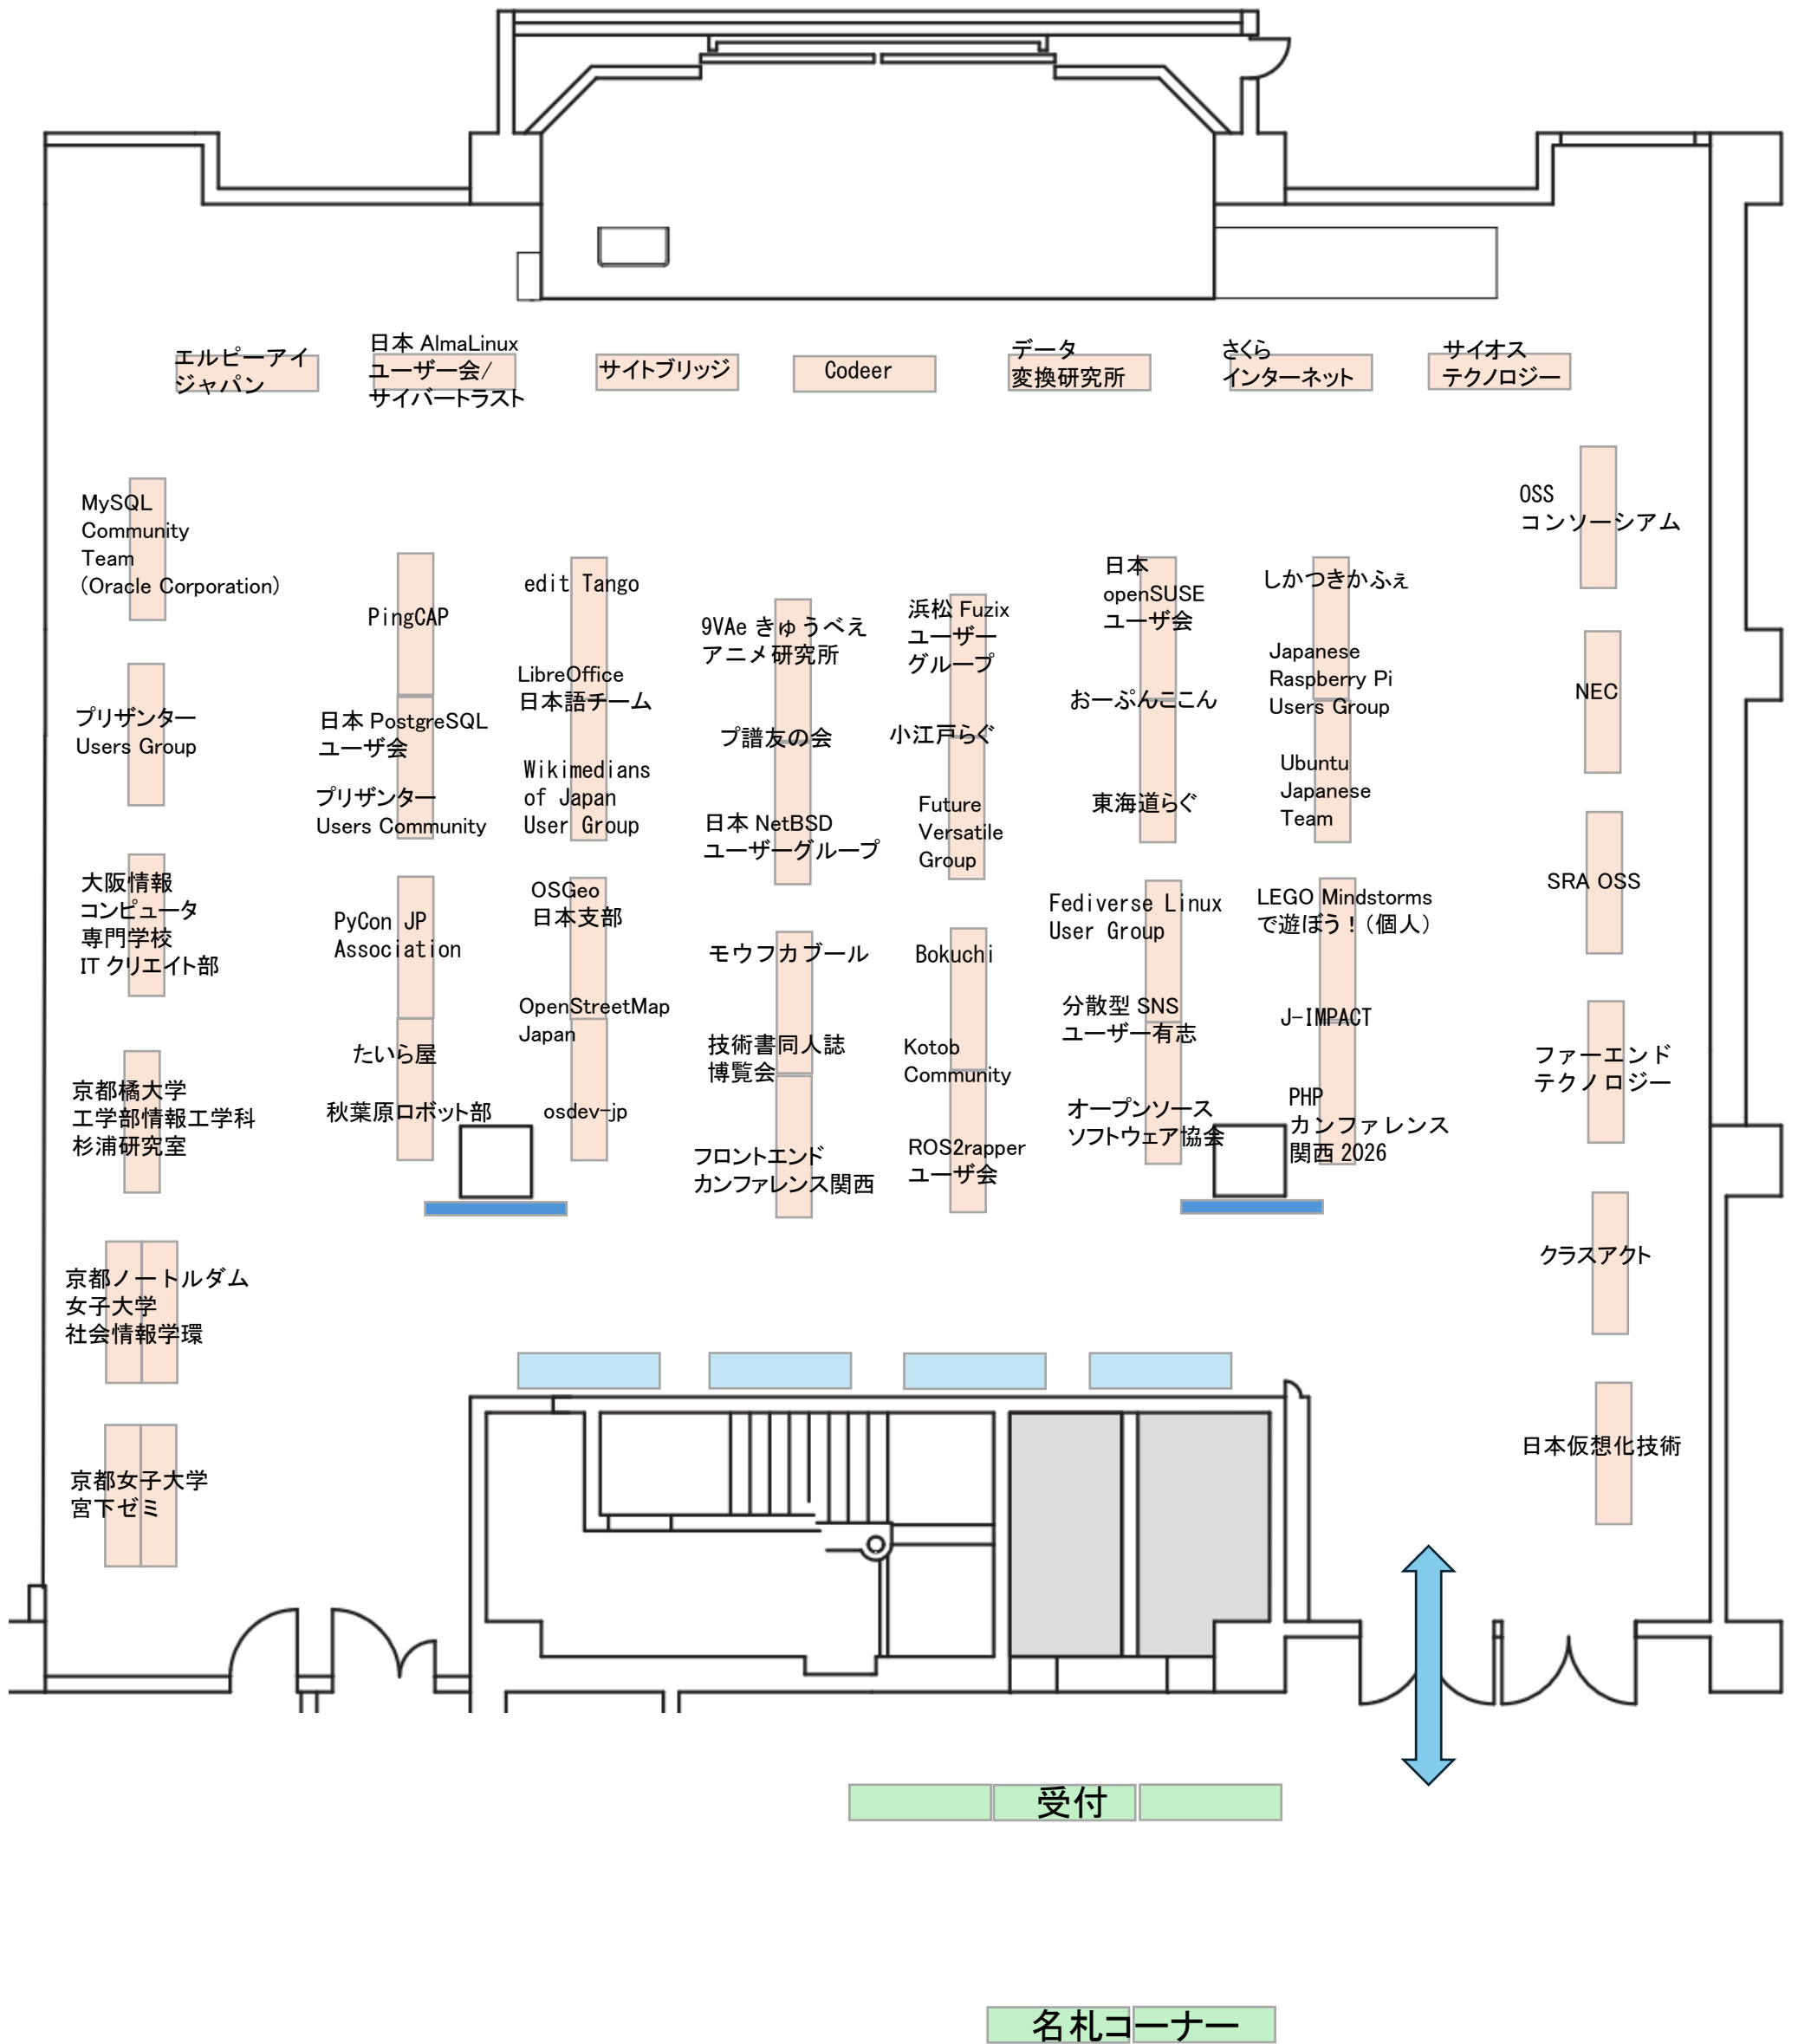 エルピーアイ
ジャパン
日本 AlmaLinux
ユーザー会/
サイバートラスト
サイトブリッジ
Codeer
データ
変換研究所
さくら
インターネット
サイオス
テクノロジー
MySQL
Community
Team
(Oracle Corporation)
プリザンター
Users Group
大阪情報
コンピュータ
専門学校
IT クリエイト部
京都橘大学
工学部情報工学科
杉浦研究室
京都ノートルダム
女子大学
社会情報学環
京都女子大学
宮下ゼミ
PingCAP
日本 PostgreSQL
ユーザ会
プリザンター
Users Community
PyCon JP
Association
たいら屋
秋葉原ロボット部
edit Tango
LibreOffice
日本語チーム
Wikimedians
of Japan
User Group
OSGeo
日本支部
OpenStreetMap
Japan
osdev-jp
9VAe きゅうべえ
アニメ研究所
プ譜友の会
日本 NetBSD
ユーザーグループ
モウフカブール
技術書同人誌
博覧会
フロントエンド
カンファレンス関西
浜松 Fuzix
ユーザー
グループ
小江戸らぐ
Future
Versatile
Group
Bokuchi
Kotob
Community
ROS2rapper
ユーザ会
日本
openSUSE
ユーザ会
おーぷんここん
東海道らぐ
Fediverse Linux
User Group
分散型 SNS
ユーザー有志
オープンソース
ソフトウェア協会
しかつきかふぇ
Japanese
Raspberry Pi
Users Group
Ubuntu
Japanese
Team
LEGO Mindstorms
で遊ぼう！（個人）
J-IMPACT
PHP
カンファレンス
関西 2026
OSS
コンソーシアム
NEC
SRA OSS
ファーエンド
テクノロジー
クラスアクト
日本仮想化技術
受付
名札コーナー